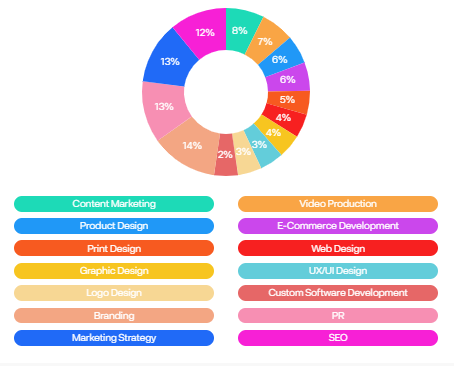 8%
7%
6%
6%
5%
4%
4%
3%
3%
2%
14%
13%
13%
12%
Content Marketing
Video Production
Product Design
E-Commerce Development
Print Design
Web Design
Graphic Design
UX/UI Design
Logo Design
Custom Software Development
Branding
PR
Marketing Strategy
SEO